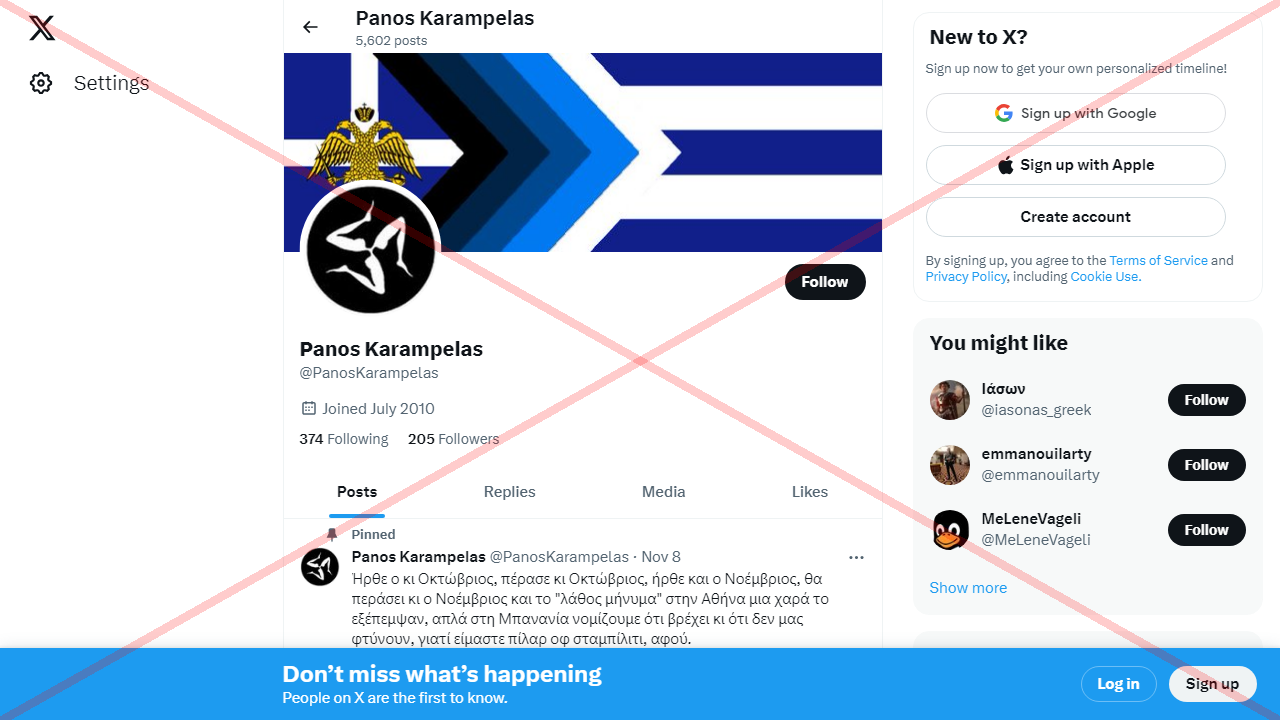 Settings
Panos Karampelas
5,602 posts
Follow
Panos Karampelas
@PanosKarampelas
Joined July 2010
374 Following 205 Followers
Posts Replies Media Likes
Pinned
Panos Karampelas @PanosKarampelas · Nov 8
Ήρθε ο κι Οκτώβριος, πέρασε κι Οκτώβριος, ήρθε και ο Νοέμβριος, θα
περάσει κι ο Νοέμβριος και το "λάθος μήνυμα" στην Αθήνα μια χαρά το
εξέπεμψαν, απλά στη Μπανανία νομίζουμε ότι βρέχει κι ότι δεν μας
φτύνουν, γιατί είμαστε πίλαρ οφ σταμπίλιτι, αφού.
New to X?
Sign up now to get your own personalized timeline!
Sign up with Google
Sign up with Apple
Create account
By signing up, you agree to the Terms of Service and
Privacy Policy, including Cookie Use.
You might like
Ιάσων
@iasonas_greek
Follow
emmanouilarty
@emmanouilarty
Follow
MeLeneVageli
@MeLeneVageli
Follow
Show more
Don't miss what's happening
People on X are the first to know.
Log in
Sign up